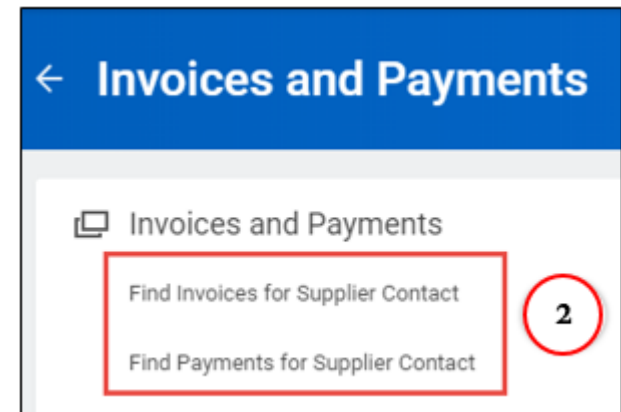 Invoices and Payments
Invoices and Payments
Find Invoices for Supplier Contact
2
Find Payments for Supplier Contact